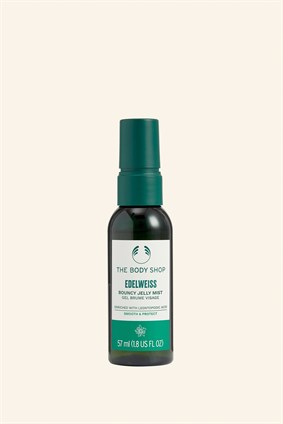 THE BODY SHOP
EDELWEISS
BOUNCY JELLY MIST
GEL BRUME VISAGE
SMOOTH & PROTECT
57 ml (1.8 US FL OZ)